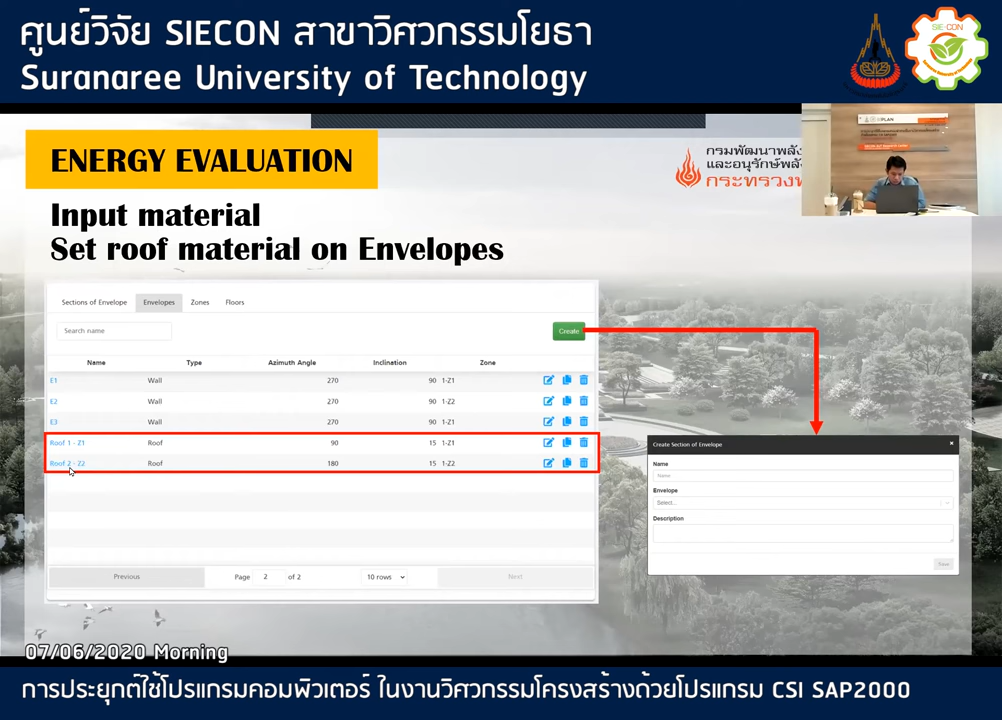 ศูนย์วิจัย SIECON สาขาวิศวกรรมโยธา
Suranaree University of Technology
SIE-CON
ENERGY EVALUATION
กรมพัฒนาพลัง
และอนุรักษ์พลัง
กระทรวงพ
Input material
Set roof material on Envelopes
Sections of Envelope Envelopes Zones Floors
Search name
Create
Name Type Azimuth Angle Inclination Zone
E1 Wall 270 90 1-Z1
E2 Wall 270 90 1-Z2
E3 Wall 270 90 1-Z1
Roof 1 - Z1 Roof 90 15 1-Z1
Roof 2 - Z2 Roof 180 15 1-Z2
Previous Page 2 of 2 10 rows Next
Create Section of Envelope ×
Name
Name
Envelope
Select...
Description
Save
07/06/2020 Morning
การประยุกต์ใช้โปรแกรมคอมพิวเตอร์ ในงานวิศวกรรมโครงสร้างด้วยโปรแกรม CSI SAP2000